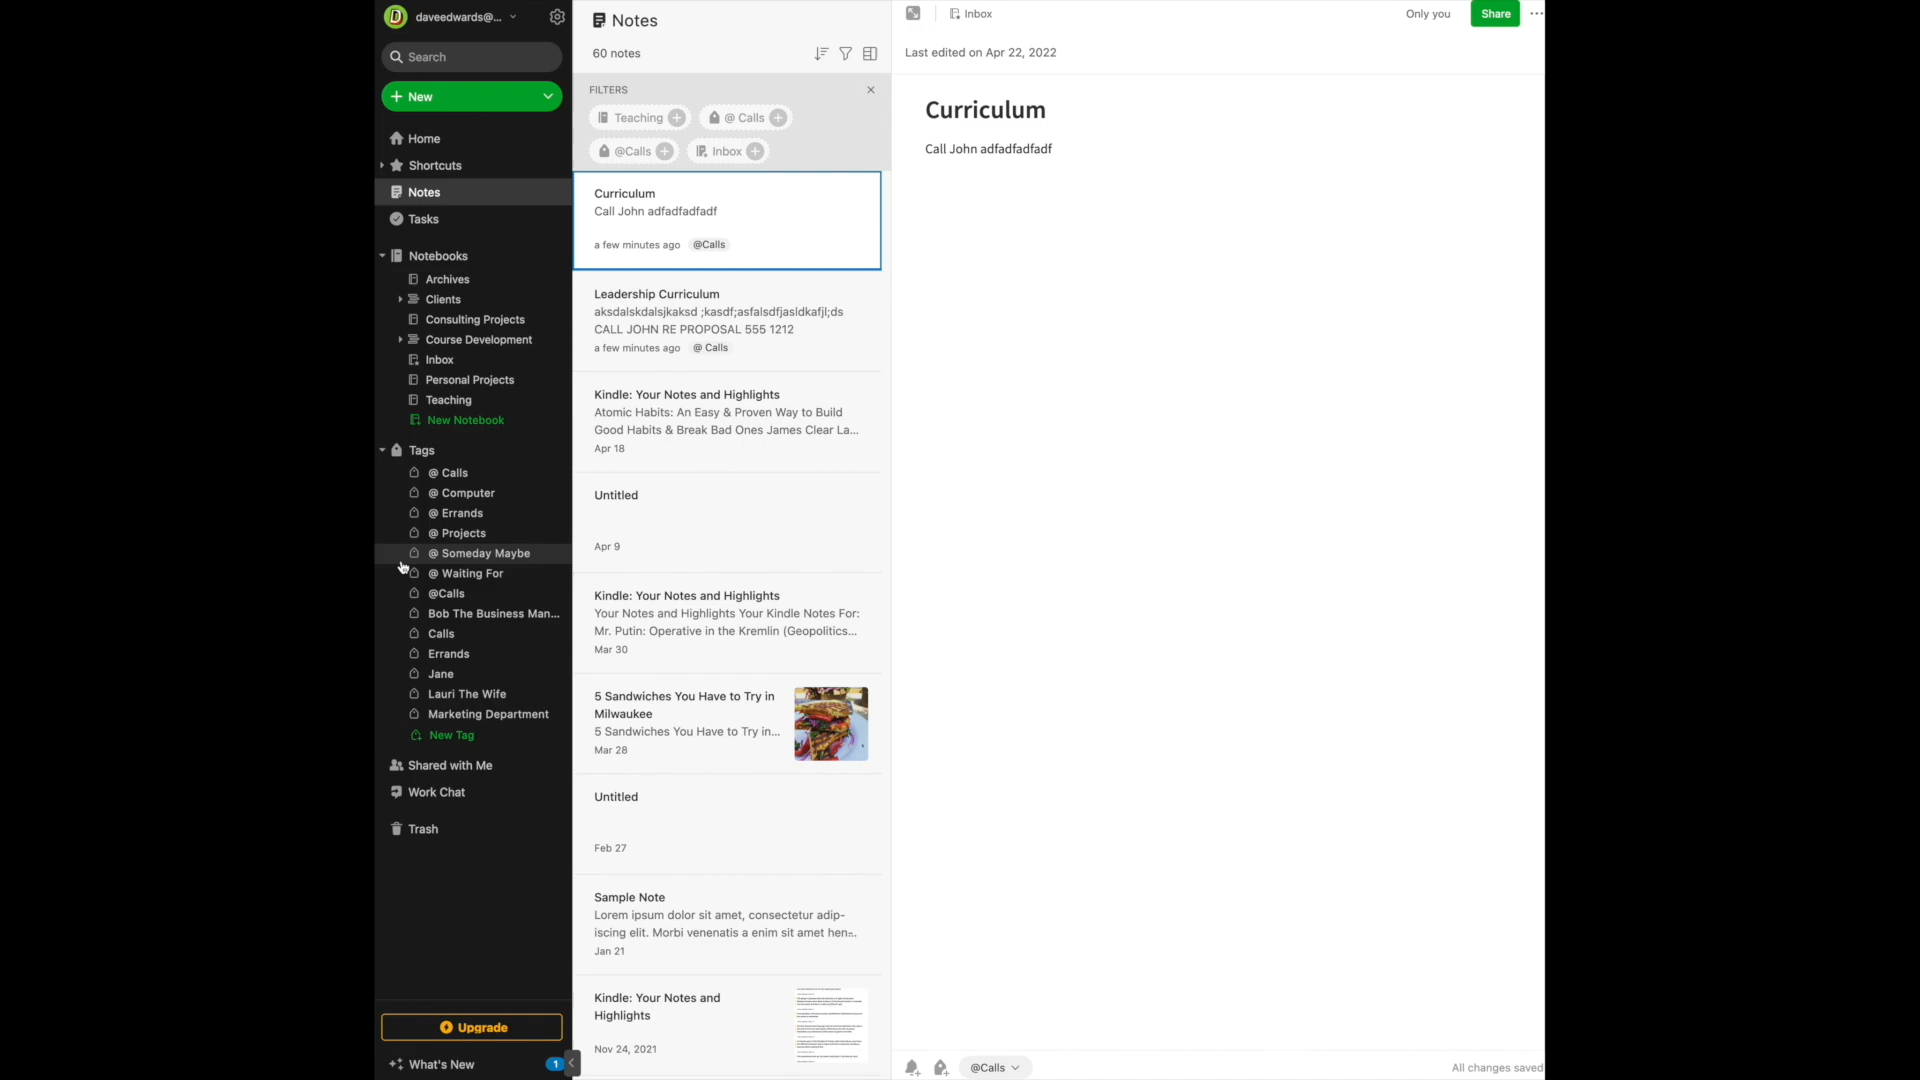 D daveedwards@...
Search
New
Home
Shortcuts
Notes
Tasks
Notebooks
Archives
Clients
Consulting Projects
Course Development
Inbox
Personal Projects
Teaching
New Notebook
Tags
@ Calls
@ Computer
@ Errands
@ Projects
@ Someday Maybe
@ Waiting For
@Calls
Bob The Business Man...
Calls
Errands
Jane
Lauri The Wife
Marketing Department
New Tag
Shared with Me
Work Chat
Trash
Upgrade
What's New 1
Notes
60 notes
FILTERS
Teaching
@ Calls
@Calls
Inbox
Curriculum
Call John adfadfadfadf
a few minutes ago @Calls
Leadership Curriculum
aksdalskdalsjkaksd ;kasdf;asfalsdfjasldkafjl;ds
CALL JOHN RE PROPOSAL 555 1212
a few minutes ago @ Calls
Kindle: Your Notes and Highlights
Atomic Habits: An Easy & Proven Way to Build
Good Habits & Break Bad Ones James Clear La...
Apr 18
Untitled
Apr 9
Kindle: Your Notes and Highlights
Your Notes and Highlights Your Kindle Notes For:
Mr. Putin: Operative in the Kremlin (Geopolitics...
Mar 30
5 Sandwiches You Have to Try in
Milwaukee
5 Sandwiches You Have to Try in...
Mar 28
Untitled
Feb 27
Sample Note
Lorem ipsum dolor sit amet, consectetur adip-
iscing elit. Morbi venenatis a enim sit amet hen...
Jan 21
Kindle: Your Notes and
Highlights
Nov 24, 2021
Inbox
Only you
Share
Last edited on Apr 22, 2022
Curriculum
Call John adfadfadfadf
@Calls
All changes saved